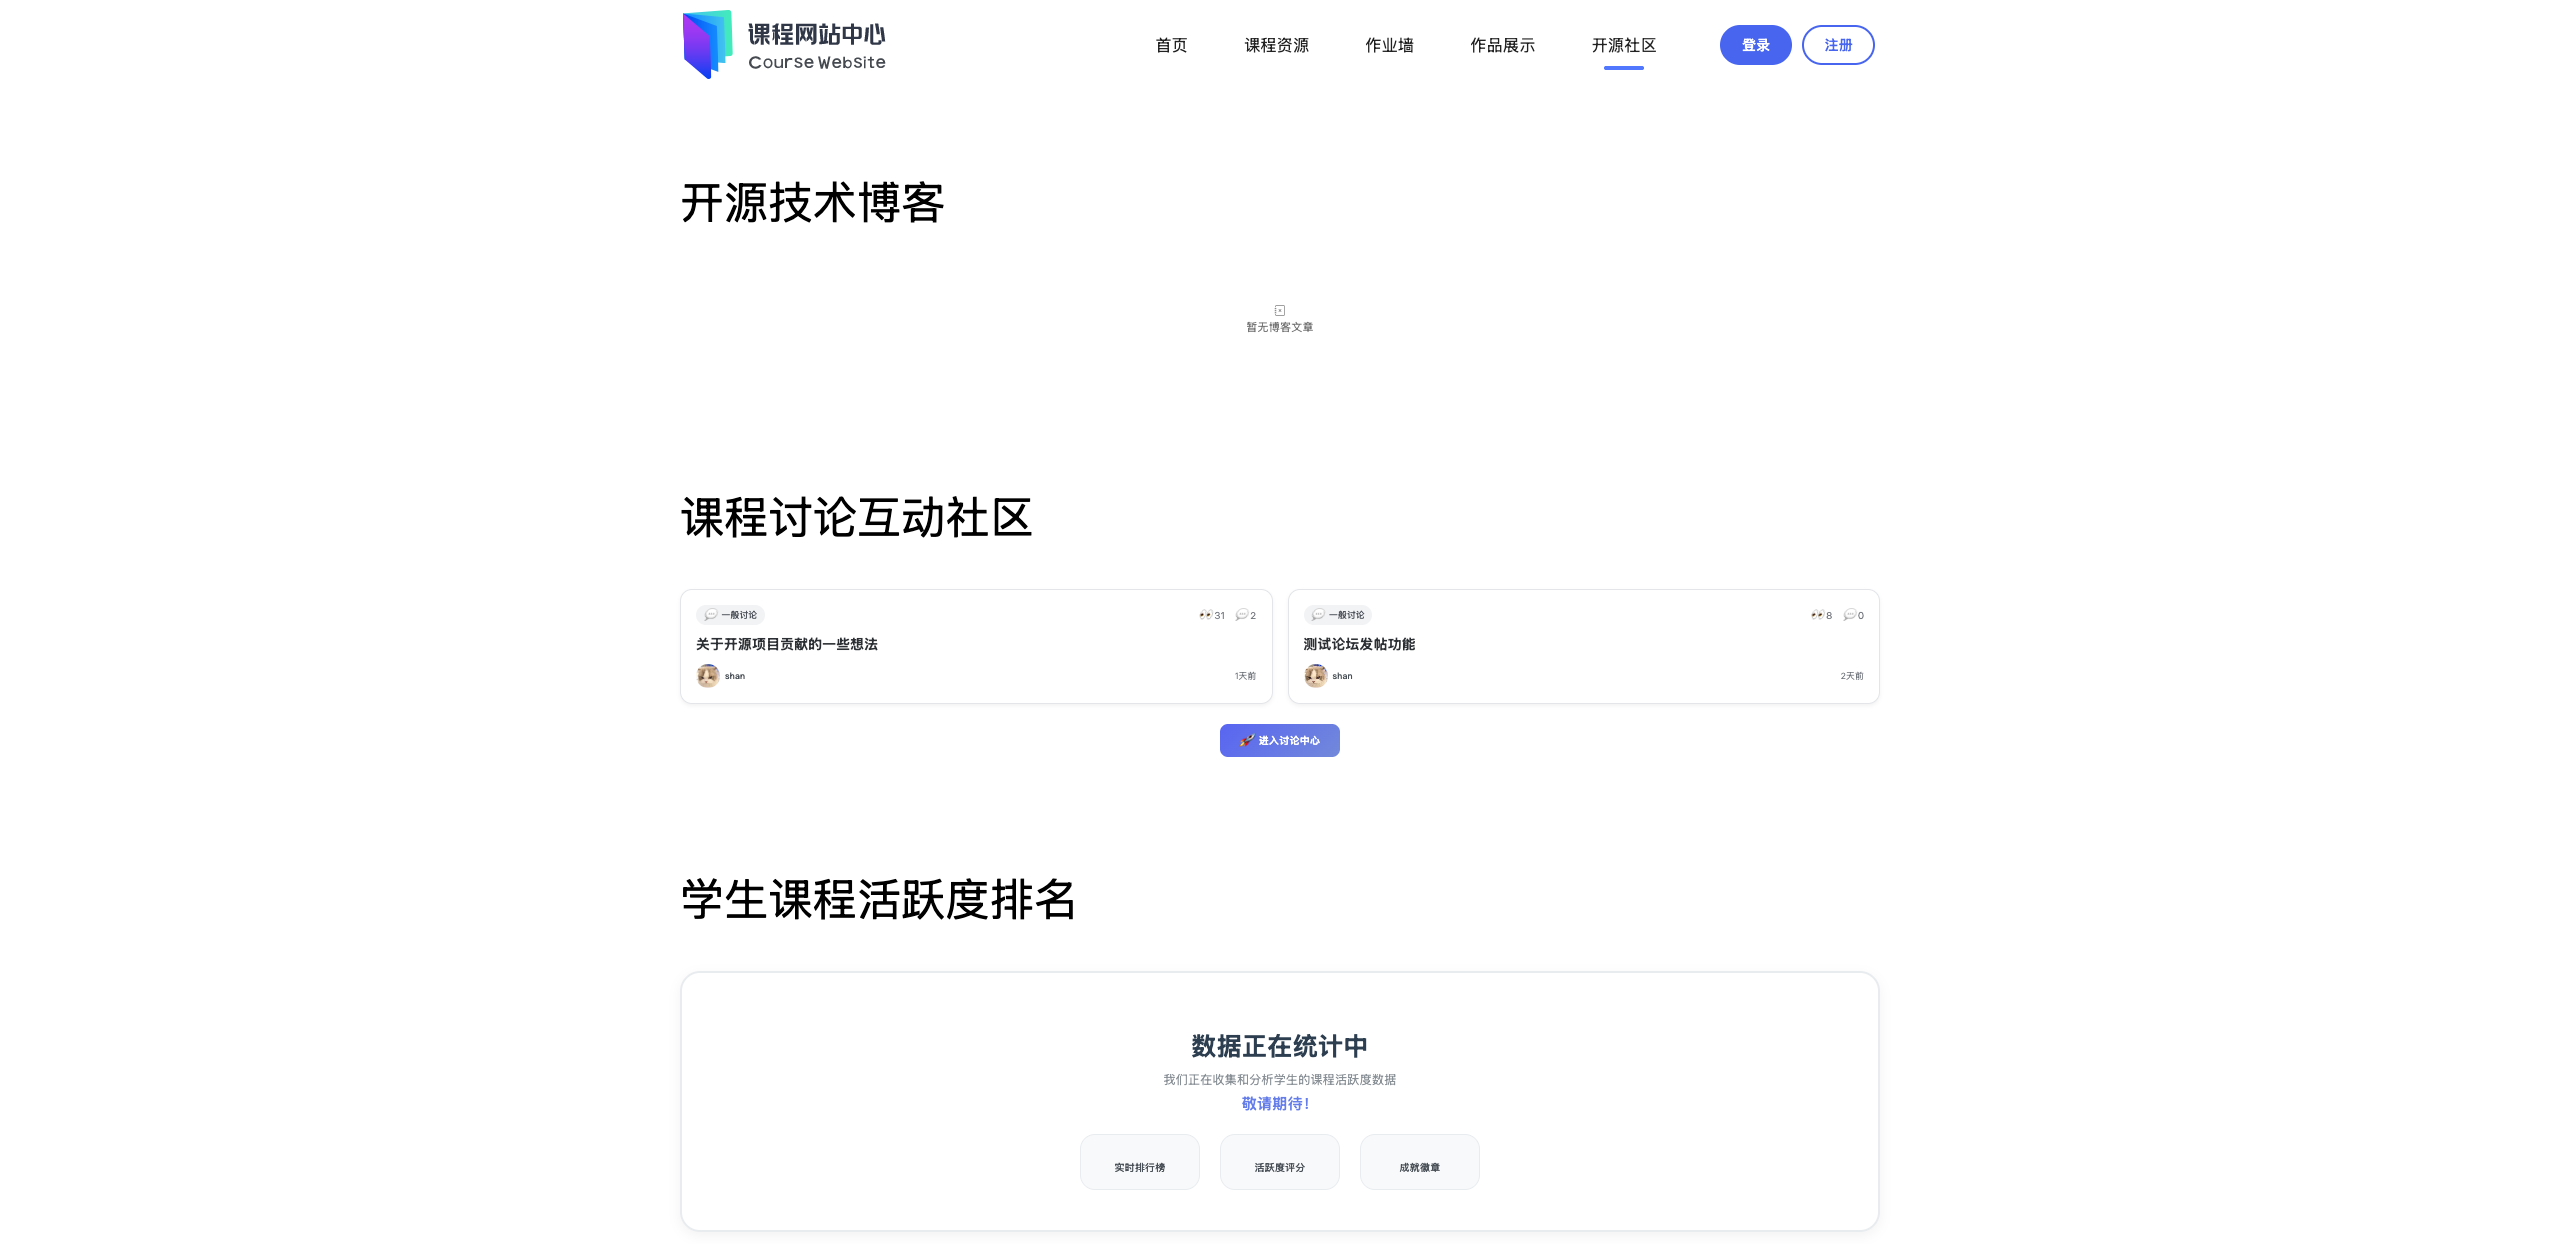 课程网站中心
Course Website
首页 课程资源 作业墙 作品展示 开源社区 登录 注册
开源技术博客
暂无博客文章
课程讨论互动社区
一般讨论 31 2
关于开源项目贡献的一些想法
shan 1天前
一般讨论 8 0
测试论坛发帖功能
shan 2天前
进入讨论中心
学生课程活跃度排名
数据正在统计中
我们正在收集和分析学生的课程活跃度数据
敬请期待！
实时排行榜 活跃度评分 成就徽章